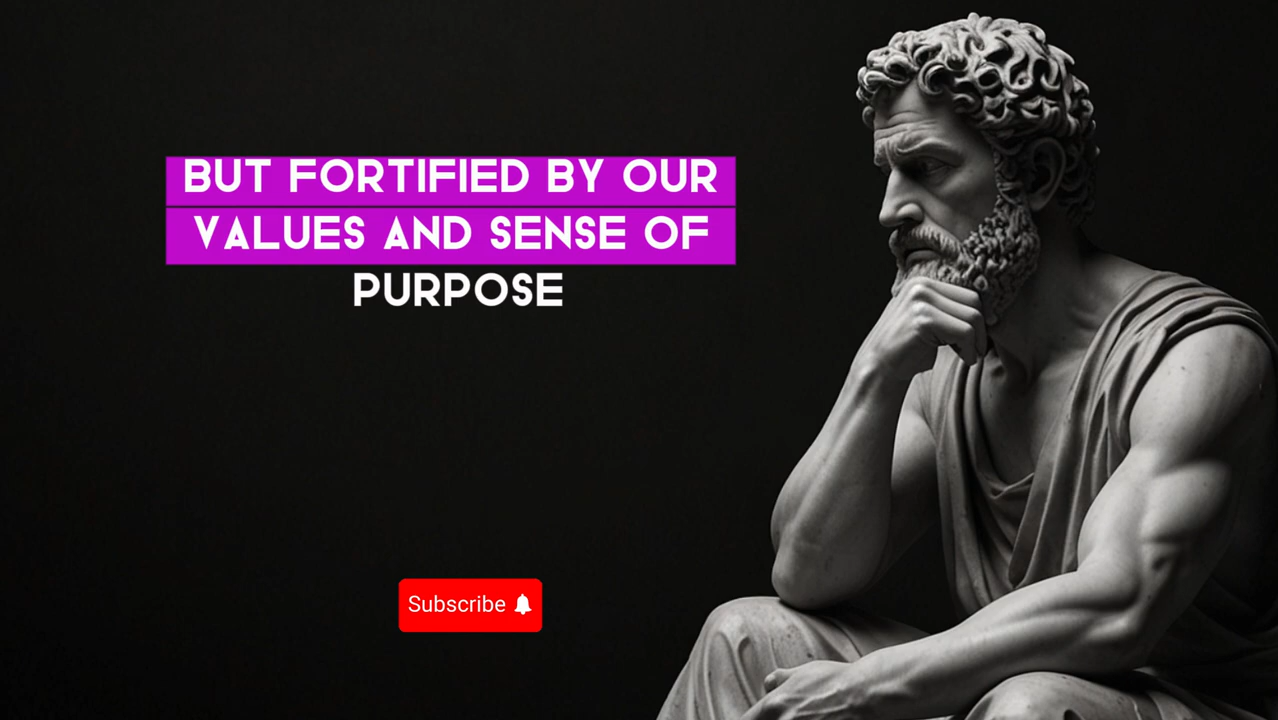 BUT FORTIFIED BY OUR
VALUES AND SENSE OF
PURPOSE
Subscribe